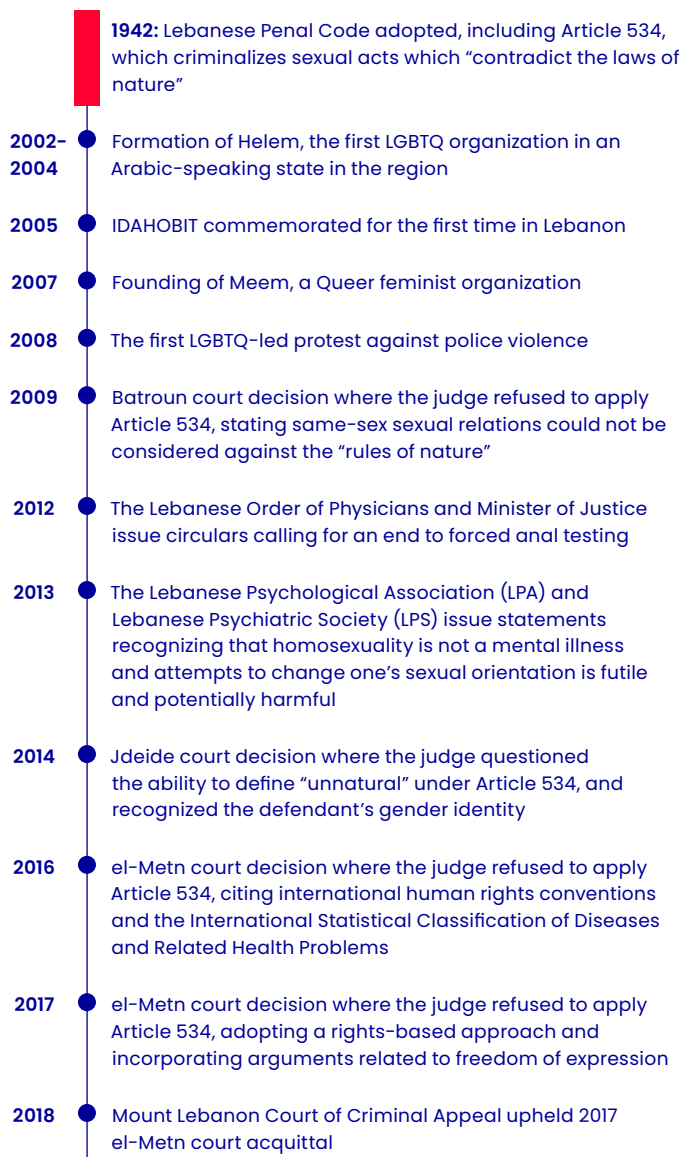 1942: Lebanese Penal Code adopted, including Article 534,
which criminalizes sexual acts which “contradict the laws of
nature”
2002- Formation of Helem, the first LGBTQ organization in an
2004 Arabic-speaking state in the region
2005 IDAHOBIT commemorated for the first time in Lebanon
2007 Founding of Meem, a Queer feminist organization
2008 The first LGBTQ-led protest against police violence
2009 Batroun court decision where the judge refused to apply
Article 534, stating same-sex sexual relations could not be
considered against the “rules of nature”
2012 The Lebanese Order of Physicians and Minister of Justice
issue circulars calling for an end to forced anal testing
2013 The Lebanese Psychological Association (LPA) and
Lebanese Psychiatric Society (LPS) issue statements
recognizing that homosexuality is not a mental illness
and attempts to change one’s sexual orientation is futile
and potentially harmful
2014 Jdeide court decision where the judge questioned
the ability to define “unnatural” under Article 534, and
recognized the defendant’s gender identity
2016 el-Metn court decision where the judge refused to apply
Article 534, citing international human rights conventions
and the International Statistical Classification of Diseases
and Related Health Problems
2017 el-Metn court decision where the judge refused to apply
Article 534, adopting a rights-based approach and
incorporating arguments related to freedom of expression
2018 Mount Lebanon Court of Criminal Appeal upheld 2017
el-Metn court acquittal